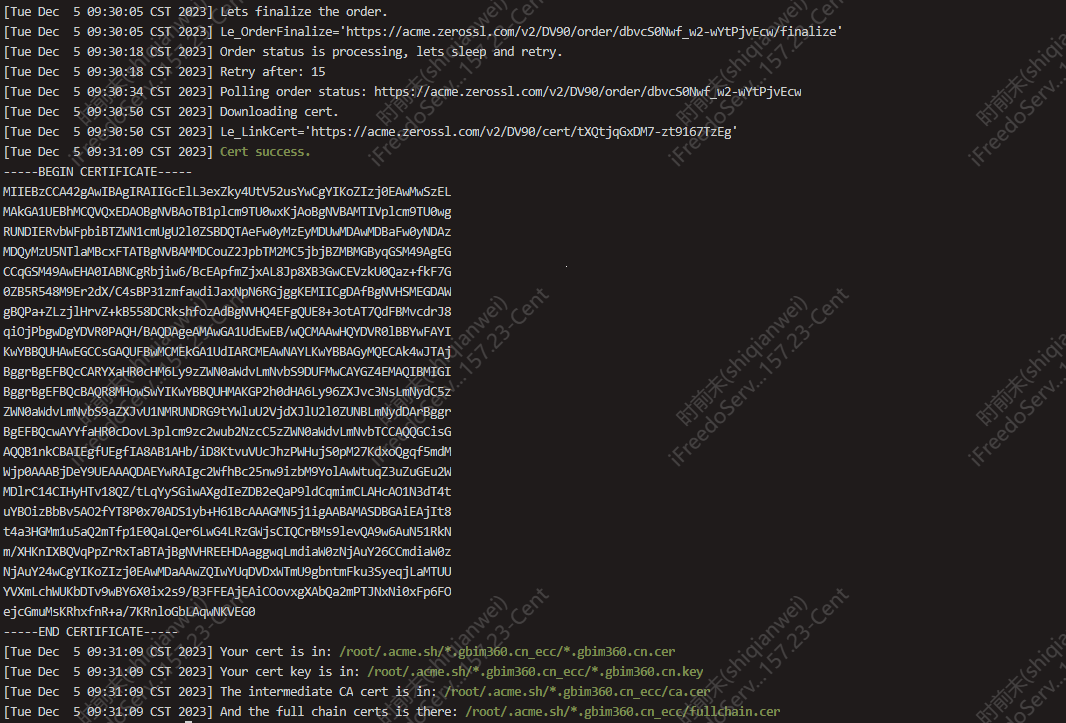 [Tue Dec  5 09:30:05 CST 2023] Lets finalize the order.
[Tue Dec  5 09:30:05 CST 2023] Le_OrderFinalize='https://acme.zerossl.com/v2/DV90/order/dbvcS0Nwf_w2-wYtPjvEcw/finalize'
[Tue Dec  5 09:30:18 CST 2023] Order status is processing, lets sleep and retry.
[Tue Dec  5 09:30:18 CST 2023] Retry after: 15
[Tue Dec  5 09:30:34 CST 2023] Polling order status: https://acme.zerossl.com/v2/DV90/order/dbvcS0Nwf_w2-wYtPjvEcw
[Tue Dec  5 09:30:50 CST 2023] Downloading cert.
[Tue Dec  5 09:30:50 CST 2023] Le_LinkCert='https://acme.zerossl.com/v2/DV90/cert/tXQtjqGxDM7-zt9167TzEg'
[Tue Dec  5 09:31:09 CST 2023] Cert success.
-----BEGIN CERTIFICATE-----
MIIEBzCCA42gAwIBAgIRAIIGcElL3exZky4UtV52usYwCgYIKoZIzj0EAwMwSzEL
MAkGA1UEBhMCQVQxEDAOBgNVBAoTB1plcm9TU0wxKjAoBgNVBAMTIVplcm9TU0wg
RUNDIERvbWFpbiBTZWN1cmUgU2l0ZSBDQTAeFw0yMzEyMDUwMDAwMDBaFw0yNDAz
MDQyMzU5NTlaMBcxFTATBgNVBAMMDCouZ2JpbTM2MC5jbjBZMBMGByqGSM49AgEG
CCqGSM49AwEHA0IABNCgRbjiw6/BcEApfmZjxAL8Jp8XB3GwCEVzkU0Qaz+fkF7G
0ZB5R548M9Er2dX/C4sBP31zmfawdiJaxNpN6RGjggKEMIICgDAfBgNVHSMEGDAW
gBQPa+ZLzjlHrvZ+kB558DCRkshfozAdBgNVHQ4EFgQUE8+3otAT7QdFBMvcdrJ8
qiOjPbgwDgYDVR0PAQH/BAQDAgeAMAwGA1UdEwEB/wQCMAAwHQYDVR0lBBYwFAYI
KwYBBQUHAwEGCCsGAQUFBwMCMEkGA1UdIARCMEAwNAYLKwYBBAGyMQECAk4wJTAj
BggrBgEFBQcCARYXaHR0cHM6Ly9zZWN0aWdvLmNvbS9DUFMwCAYGZ4EMAQIBMIGI
BggrBgEFBQcBAQR8MHowSwYIKwYBBQUHMAKGP2h0dHA6Ly96ZXJvc3NsLmNydC5z
ZWN0aWdvLmNvbS9aZXJvU1NMRUNDRG9tYWluU2VjdXJlU2l0ZUNBLmNydDArBggr
BgEFBQcwAYYfaHR0cDovL3plcm9zc2wub2NzcC5zZWN0aWdvLmNvbTCCAQQGCisG
AQQB1nkCBAIEgfUEgfIA8AB1AHb/iD8KtvuVUcJhzPWHujS0pM27KdxoQgqf5mdM
Wjp0AAABjDeY9UEAAAQDAEYwRAIgc2WfhBc25nw9izbM9YolAwWtuqZ3uZuGEu2W
MDlrC14CIHyHTv18QZ/tLqYySGiwAXgdIeZDB2eQaP9ldCqmimCLAHcAO1N3dT4t
uYBOizBbBv5AO2fYT8P0x70ADS1yb+H61BcAAAGMN5j1igAABAMASDBGAiEAjIt8
t4a3HGMm1u5aQ2mTfp1E0QaLQer6LwG4LRzGWjsCIQCrBMs9levQA9w6AuN51RkN
m/XHKnIXBQVqPpZrRxTaBTAjBgNVHREEHDAaggwqLmdiaW0zNjAuY26CCmdiaW0z
NjAuY24wCgYIKoZIzj0EAwMDaAAwZQIwYUqDVDxWTmU9gbntmFku3SyeqjLaMTUU
YVXmLchWUKbDTv9wBY6X0ix2s9/B3FFEAjEAiCOovxgXAbQa2mPTJNxNi0xFp6FO
ejcGmuMsKRhxfnR+a/7KRnloGbLAqwNKVEG0
-----END CERTIFICATE-----
[Tue Dec  5 09:31:09 CST 2023] Your cert is in: /root/.acme.sh/*.gbim360.cn_ecc/*.gbim360.cn.cer
[Tue Dec  5 09:31:09 CST 2023] Your cert key is in: /root/.acme.sh/*.gbim360.cn_ecc/*.gbim360.cn.key
[Tue Dec  5 09:31:09 CST 2023] The intermediate CA cert is in: /root/.acme.sh/*.gbim360.cn_ecc/ca.cer
[Tue Dec  5 09:31:09 CST 2023] And the full chain certs is there: /root/.acme.sh/*.gbim360.cn_ecc/fullchain.cer
时前末(shiqianwei)
iFreedoServ...157.23-Cent